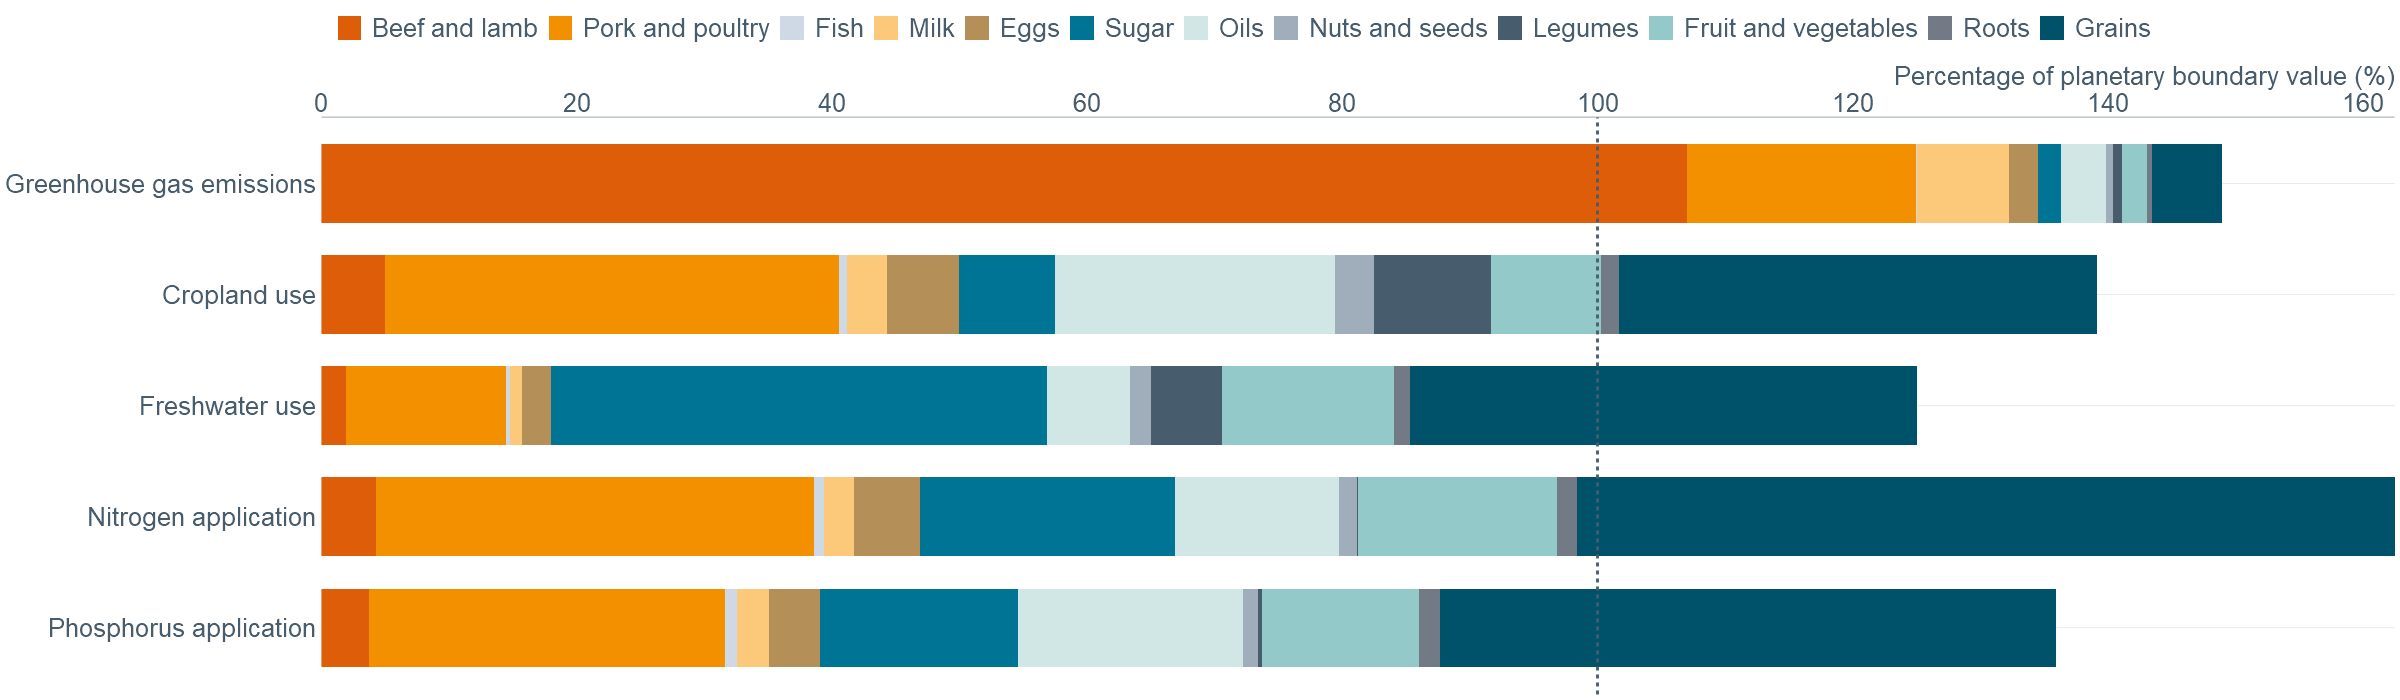 Beef and lamb Pork and poultry Fish Milk Eggs Sugar Oils Nuts and seeds Legumes Fruit and vegetables Roots Grains
Percentage of planetary boundary value (%)
0 20 40 60 80 100 120 140 160
Greenhouse gas emissions
Cropland use
Freshwater use
Nitrogen application
Phosphorus application